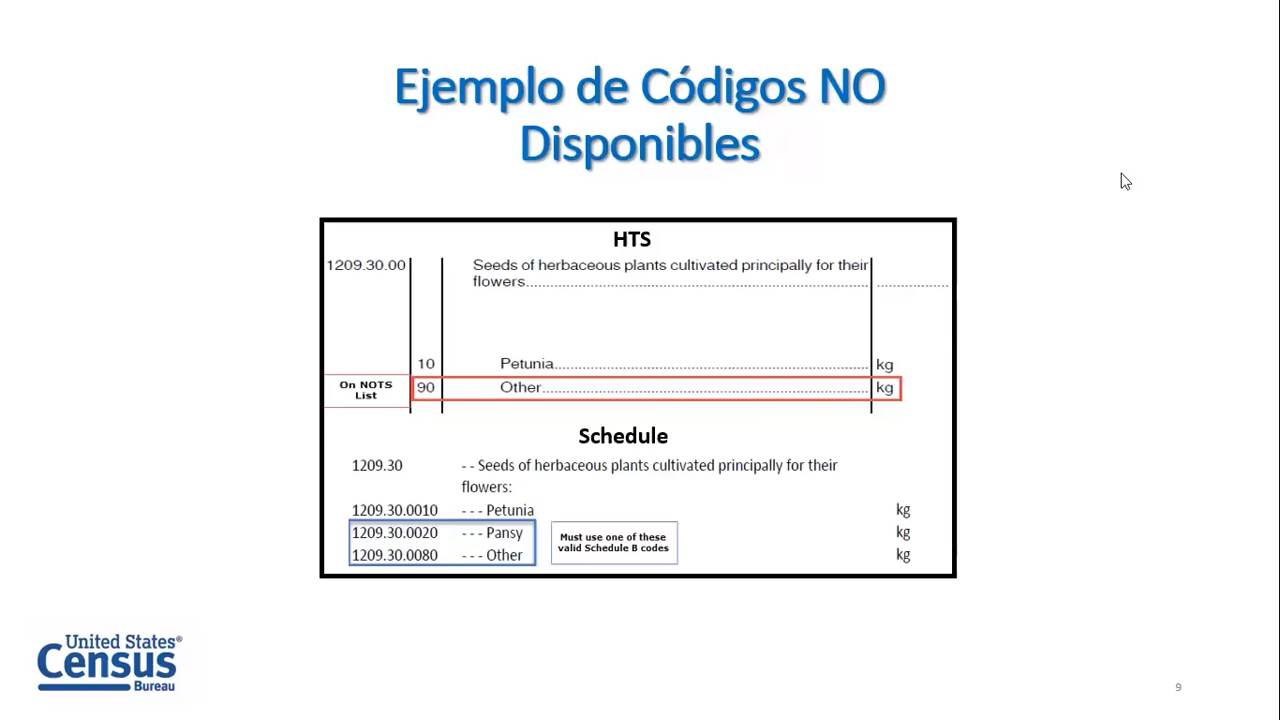 Ejemplo de Códigos NO
Disponibles
HTS
1209.30.00 Seeds of herbaceous plants cultivated principally for their
flowers
10 Petunia kg
On NOTS
List
90 Other kg
Schedule
1209.30 - - Seeds of herbaceous plants cultivated principally for their
flowers:
1209.30.0010 - - - Petunia kg
1209.30.0020 - - - Pansy kg
1209.30.0080 - - - Other kg
Must use one of these
valid Schedule B codes
United States®
Census
Bureau
9